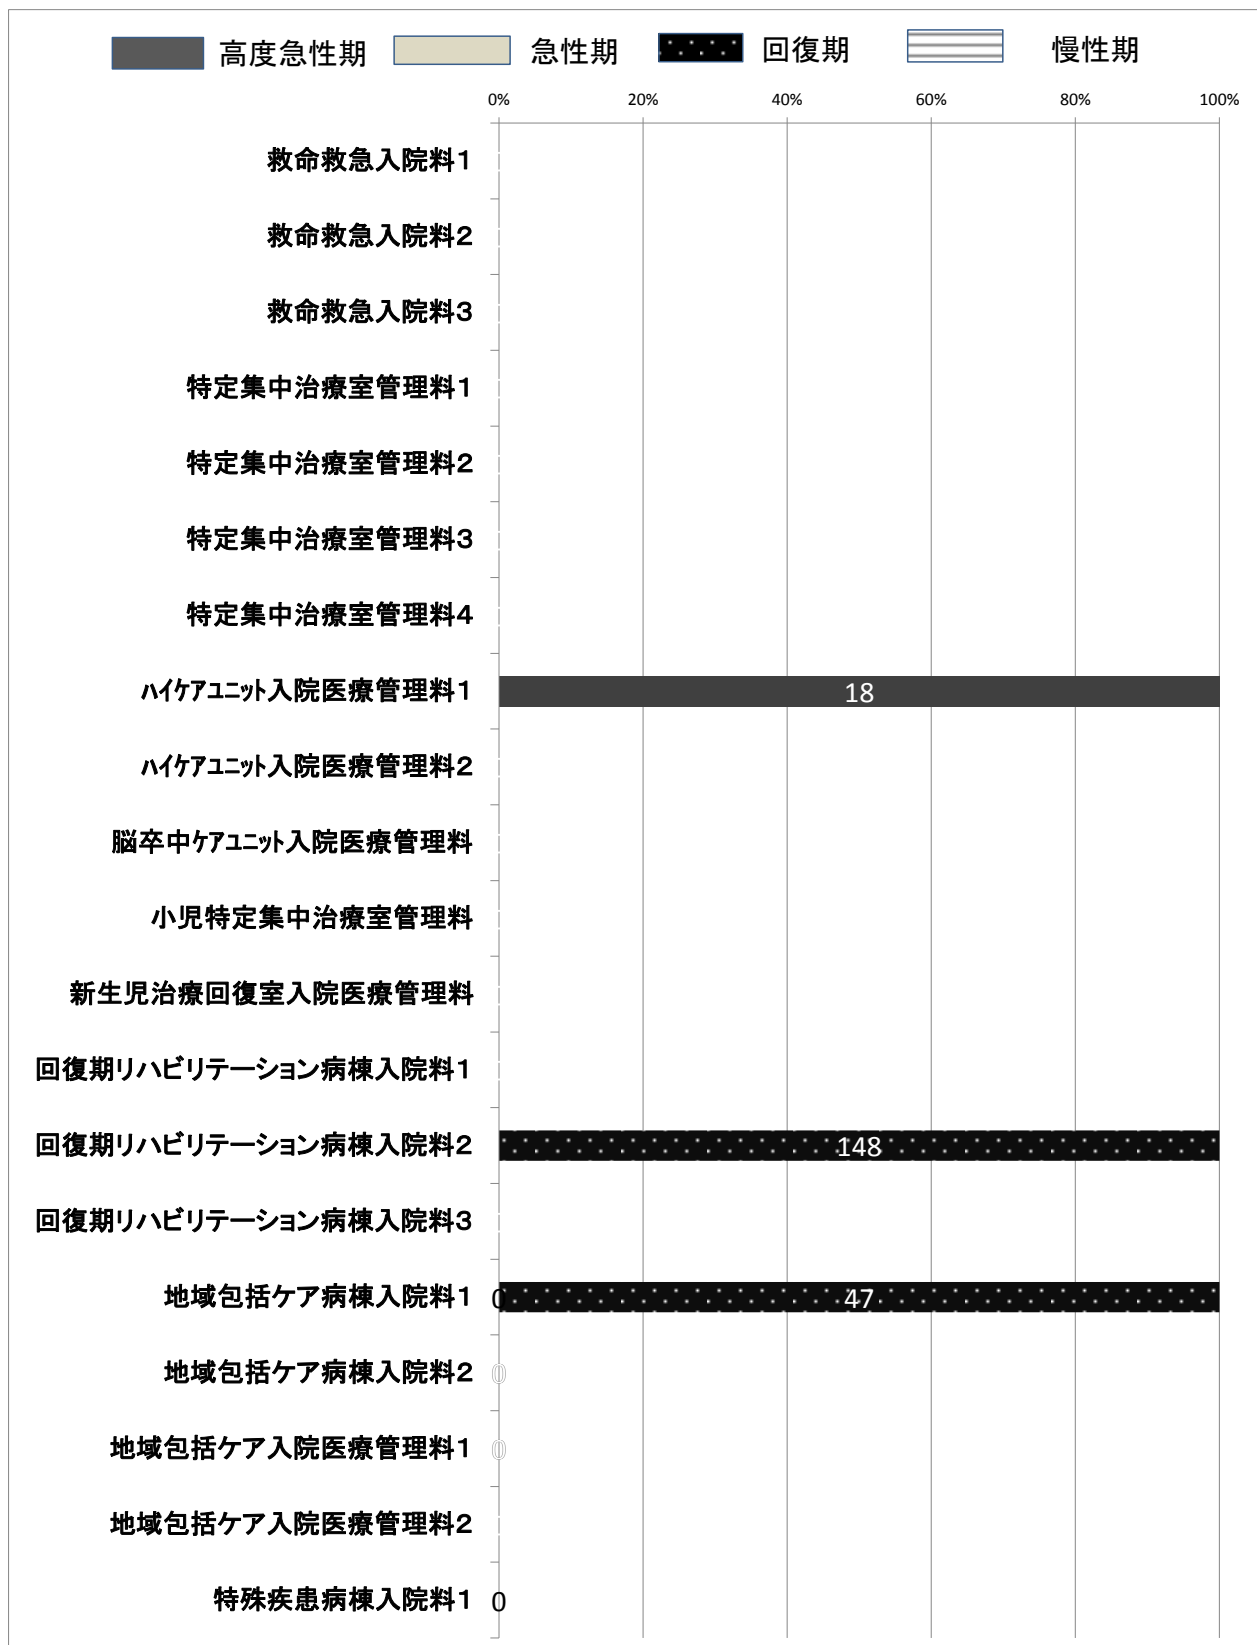 高度急性期 急性期 回復期 慢性期
0% 20% 40% 60% 80% 100%
救命救急入院料1
救命救急入院料2
救命救急入院料3
特定集中治療室管理料1
特定集中治療室管理料2
特定集中治療室管理料3
特定集中治療室管理料4
ﾊｲｹｱﾕﾆｯﾄ入院医療管理料1 18
ﾊｲｹｱﾕﾆｯﾄ入院医療管理料2
脳卒中ｹｱﾕﾆｯﾄ入院医療管理料
小児特定集中治療室管理料
新生児治療回復室入院医療管理料
回復期リハビリテーション病棟入院料1
回復期リハビリテーション病棟入院料2 148
回復期リハビリテーション病棟入院料3
地域包括ケア病棟入院料1 0 47
地域包括ケア病棟入院料2 0
地域包括ケア入院医療管理料1 0
地域包括ケア入院医療管理料2
特殊疾患病棟入院料1 0